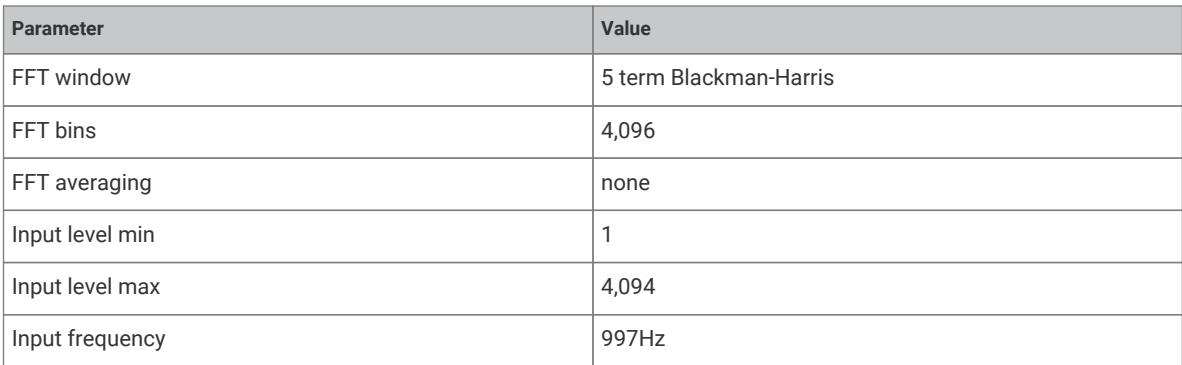 Parameter Value
FFT window 5 term Blackman-Harris
FFT bins 4,096
FFT averaging none
Input level min 1
Input level max 4,094
Input frequency 997Hz